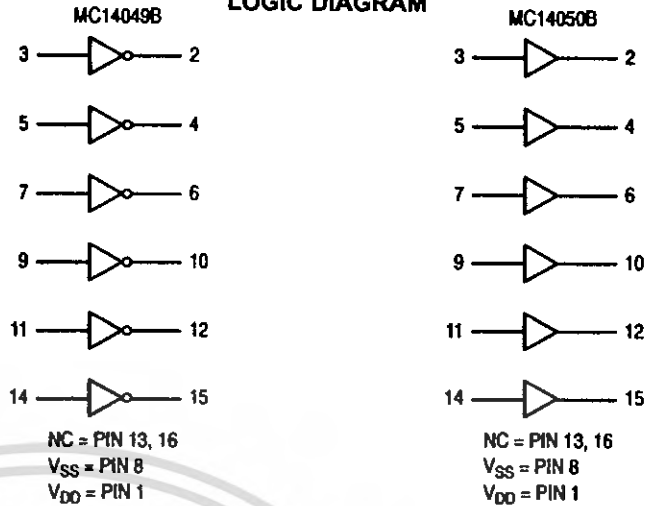 LOGIC DIAGRAM
MC14049B
3 2
5 4
7 6
9 10
11 12
14 15
NC = PIN 13, 16
VSS = PIN 8
VDD = PIN 1
MC14050B
3 2
5 4
7 6
9 10
11 12
14 15
NC = PIN 13, 16
VSS = PIN 8
VDD = PIN 1